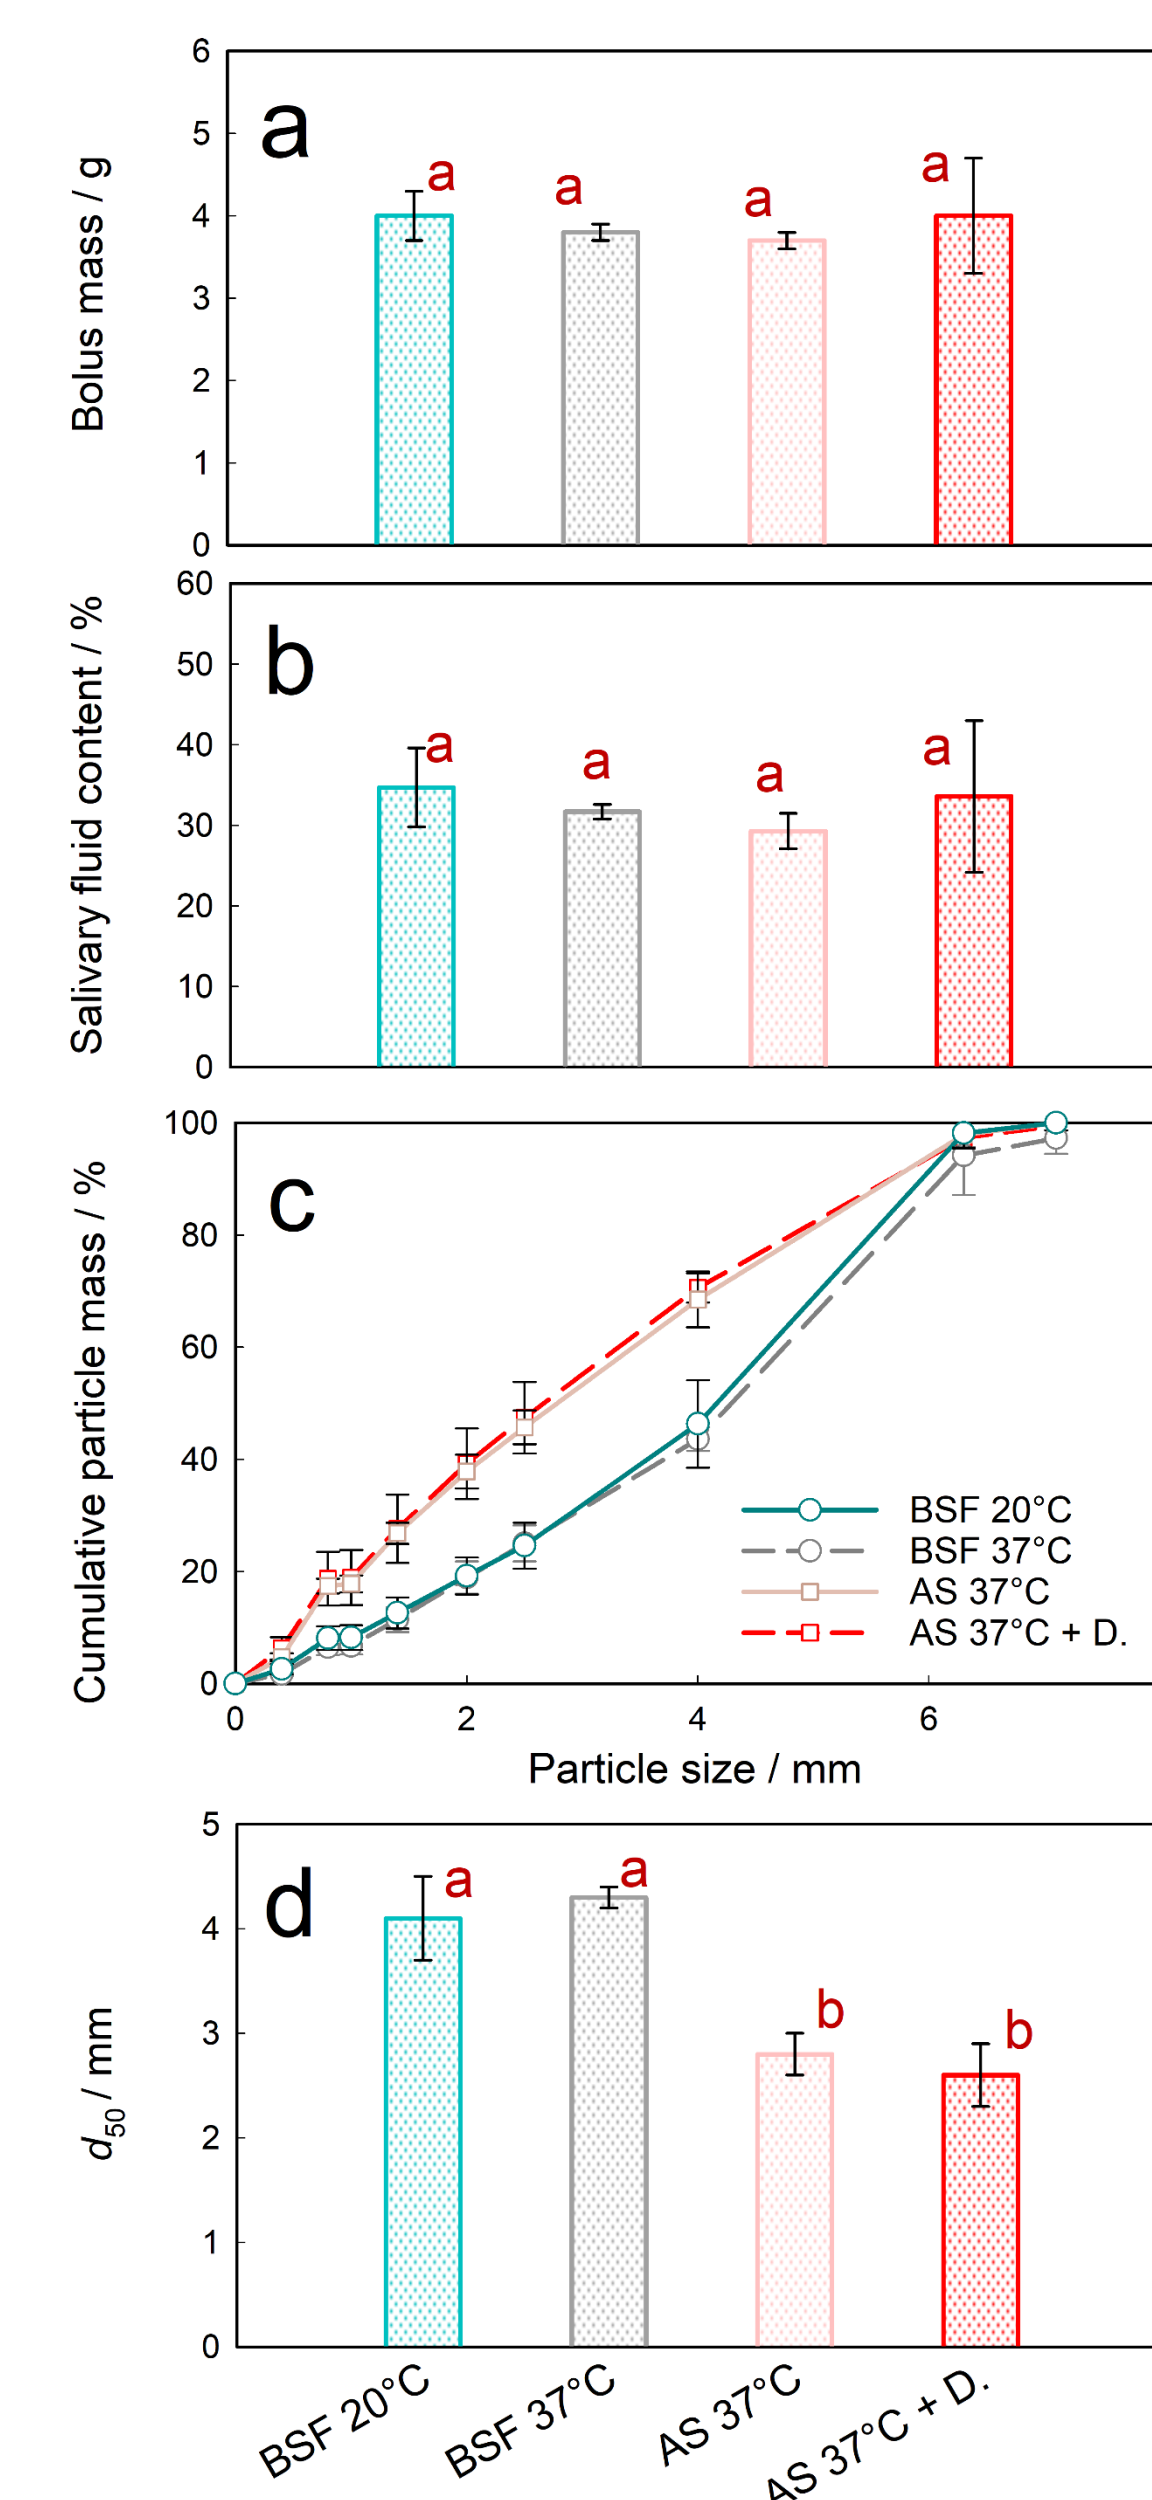 6
5
4
3
2
1
0
Bolus mass / g
a
a
a
a
a
60
50
40
30
20
10
0
Salivary fluid content / %
b
a
a
a
a
100
80
60
40
20
0
Cumulative particle mass / %
c
BSF 20°C
BSF 37°C
AS 37°C
AS 37°C + D.
0 2 4 6
Particle size / mm
5
4
3
2
1
0
d50 / mm
d
a
a
b
b
BSF 20°C
BSF 37°C
AS 37°C
AS 37°C + D.